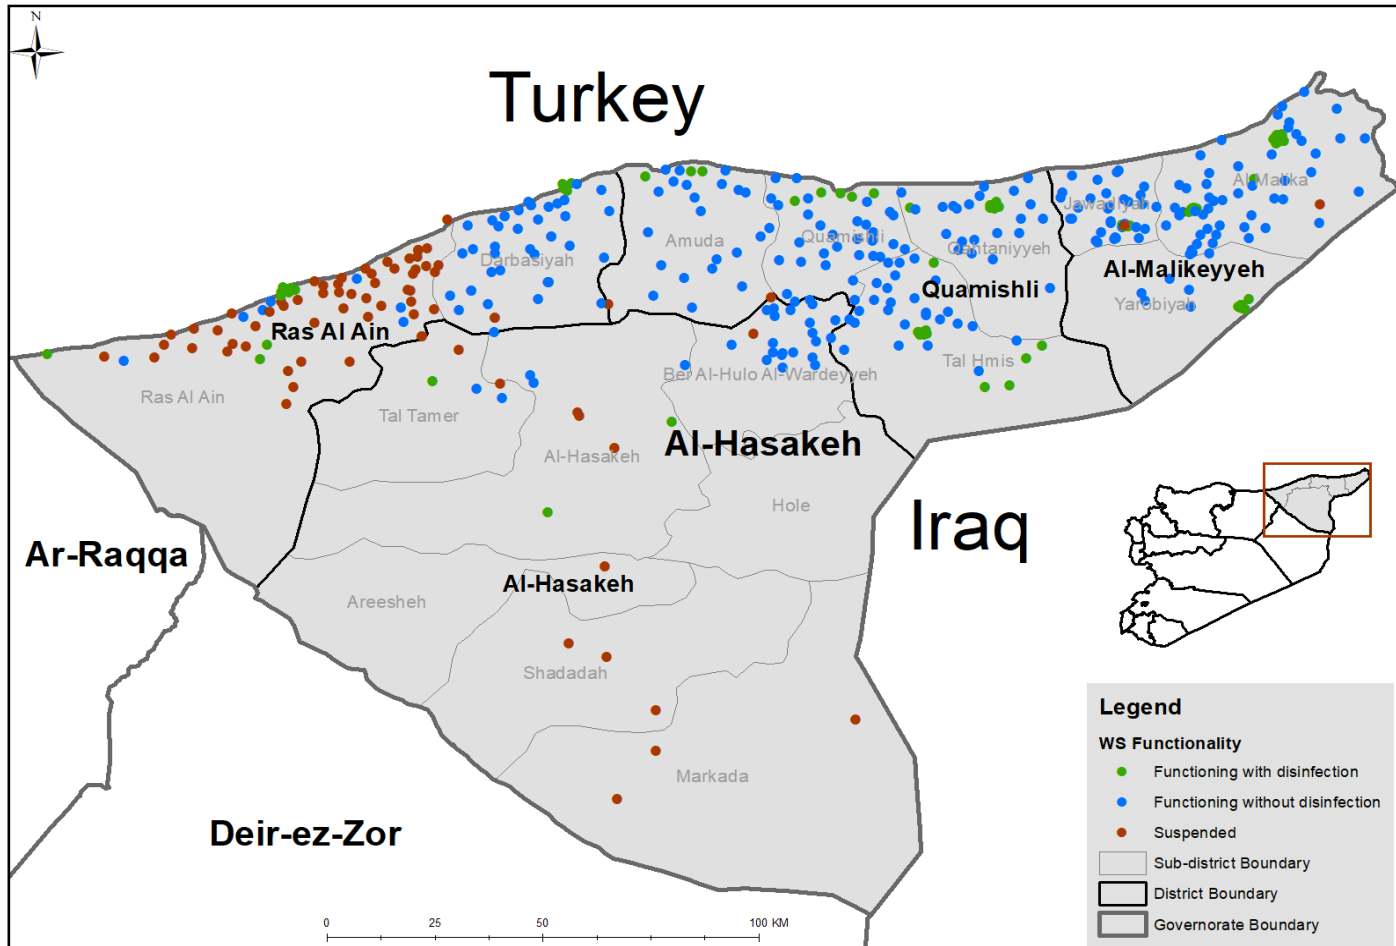 N
Turkey
Al Malika
Jawadiyah
Amuda
Quamishli
Qahtaniyyeh
Darbasiyah
Al-Malikeyyeh
Quamishli
Yarobiyah
Ras Al Ain
Tal Hmis
Ber Al-Hulo Al-Wardeyyeh
Ras Al Ain
Tal Tamer
Al-Hasakeh
Al-Hasakeh
Hole
Iraq
Ar-Raqqa
Al-Hasakeh
Areesheh
Shadadah
Markada
Deir-ez-Zor
Legend
WS Functionality
Functioning with disinfection
Functioning without disinfection
Suspended
Sub-district Boundary
District Boundary
Governorate Boundary
0 25 50 100 KM